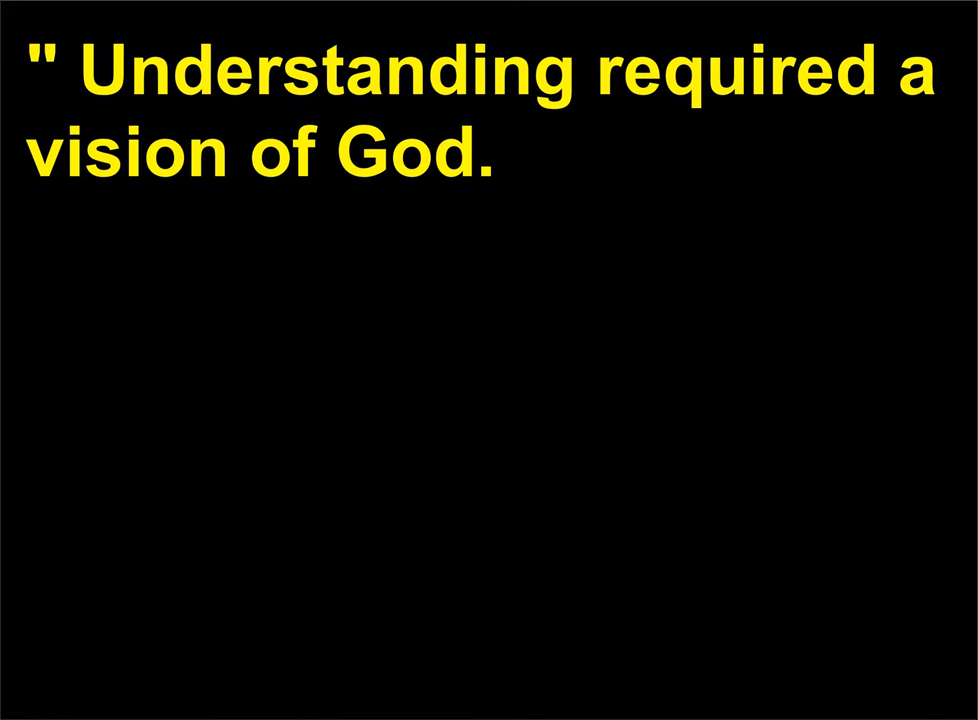 " Understanding required a
vision of God.